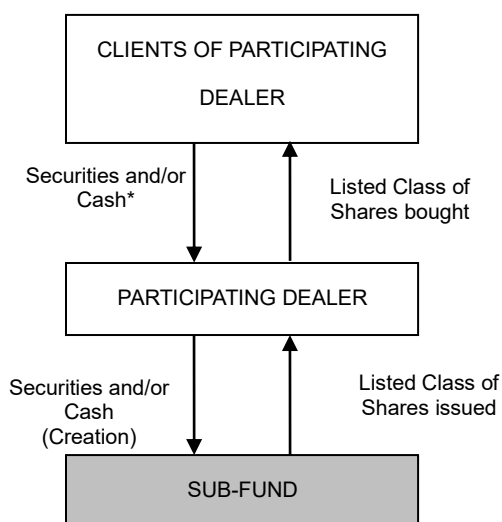 CLIENTS OF PARTICIPATING
DEALER
Securities and/or
Cash*
Listed Class of
Shares bought
PARTICIPATING DEALER
Securities and/or
Cash
(Creation)
Listed Class of
Shares issued
SUB-FUND